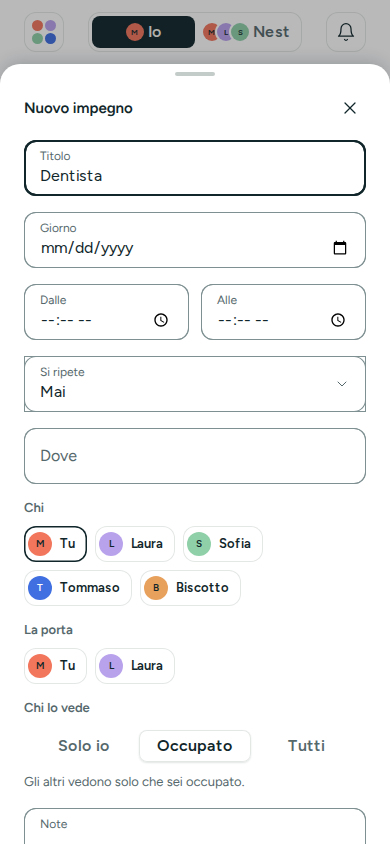 M Io M L S Nest
Nuovo impegno
Titolo
Dentista
Giorno
mm/dd/yyyy
Dalle Alle
--:-- -- --:-- --
Si ripete
Mai
Dove
Chi
M Tu L Laura S Sofia
T Tommaso B Biscotto
La porta
M Tu L Laura
Chi lo vede
Solo io Occupato Tutti
Gli altri vedono solo che sei occupato.
Note